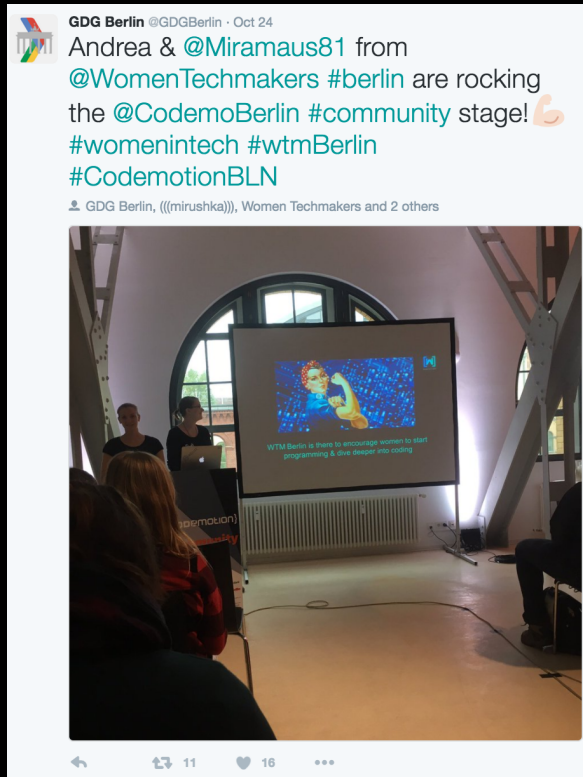 GDG Berlin @GDGBerlin · Oct 24
Andrea & @Miramaus81 from
@WomenTechmakers #berlin are rocking
the @CodemoBerlin #community stage!💪🏻
#womenintech #wtmBerlin
#CodemotionBLN
GDG Berlin, (((mirushka))), Women Techmakers and 2 others
WTM Berlin is there to encourage women to start
programming & dive deeper into coding
11 16